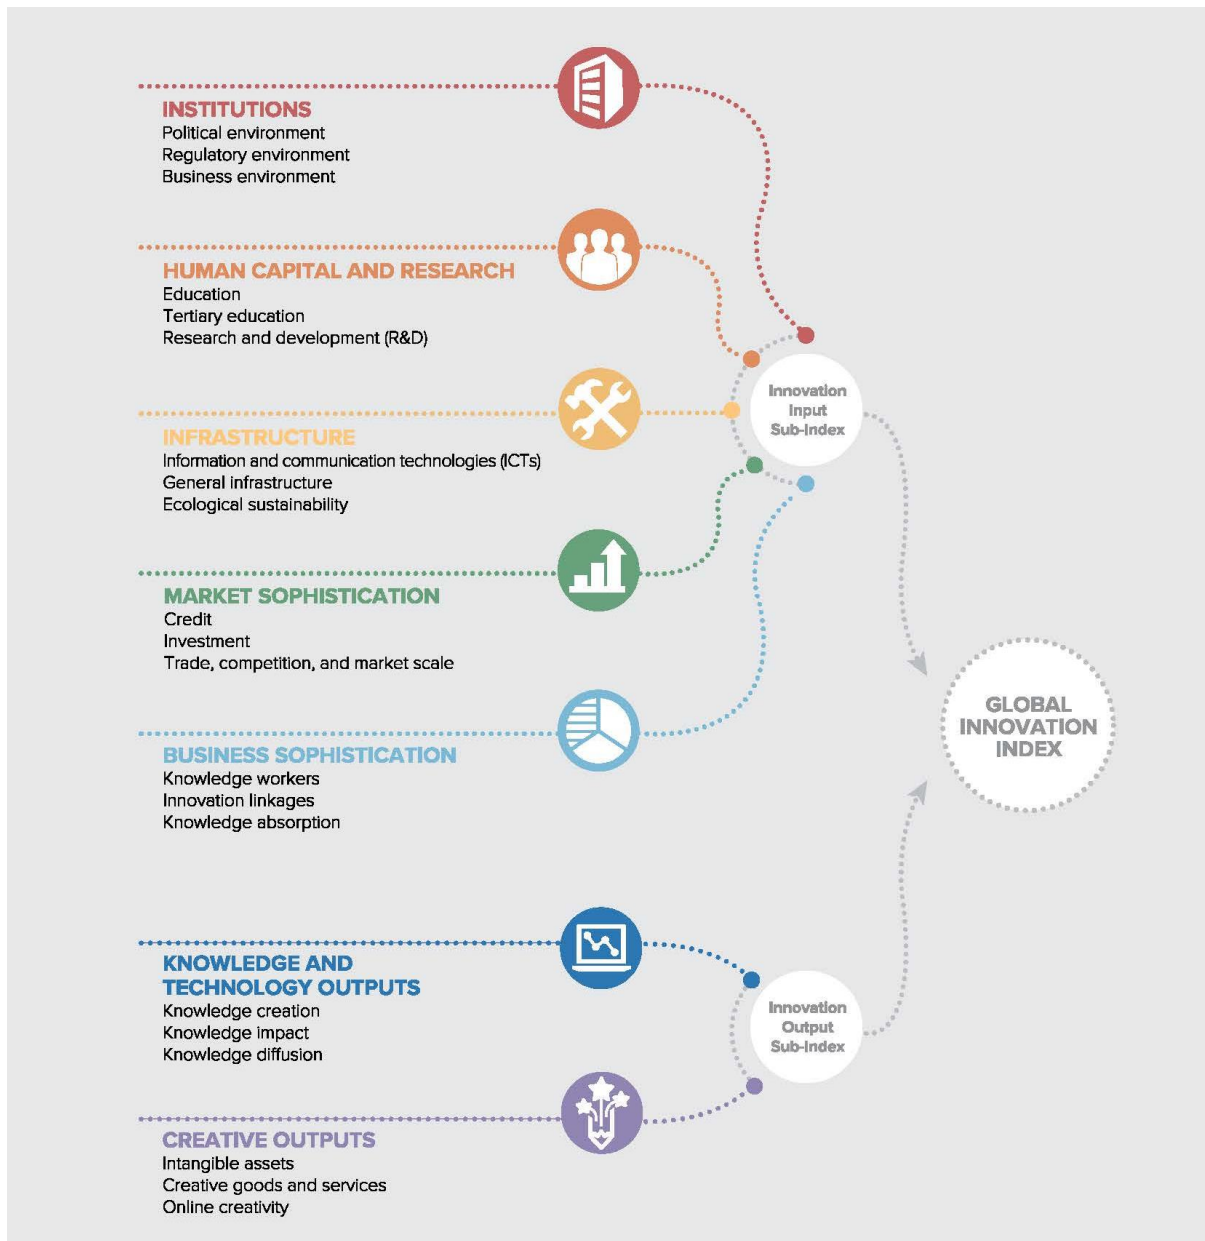 INSTITUTIONS
Political environment
Regulatory environment
Business environment
HUMAN CAPITAL AND RESEARCH
Education
Tertiary education
Research and development (R&D)
INFRASTRUCTURE
Information and communication technologies (ICTs)
General infrastructure
Ecological sustainability
MARKET SOPHISTICATION
Credit
Investment
Trade, competition, and market scale
BUSINESS SOPHISTICATION
Knowledge workers
Innovation linkages
Knowledge absorption
Innovation
Input
Sub-Index
GLOBAL
INNOVATION
INDEX
KNOWLEDGE AND
TECHNOLOGY OUTPUTS
Knowledge creation
Knowledge impact
Knowledge diffusion
CREATIVE OUTPUTS
Intangible assets
Creative goods and services
Online creativity
Innovation
Output
Sub-Index